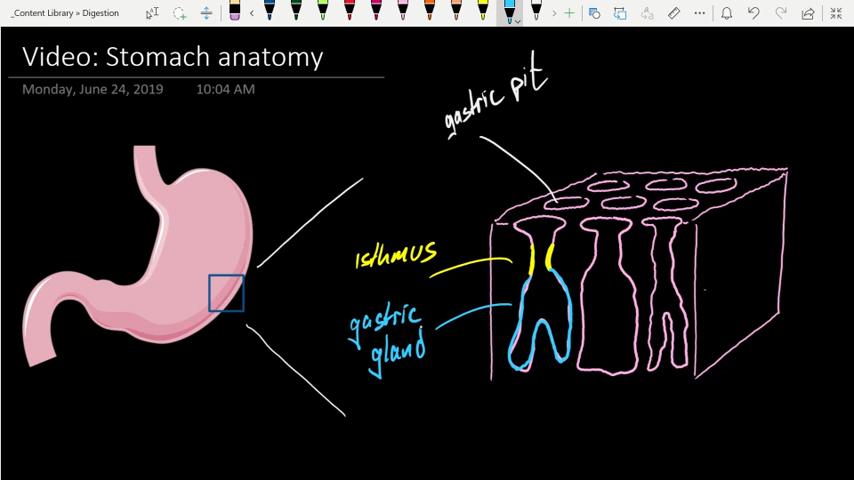 _Content Library » Digestion
Video: Stomach anatomy
Monday, June 24, 2019 10:04 AM
gastric pit
isthmus
gastric
gland